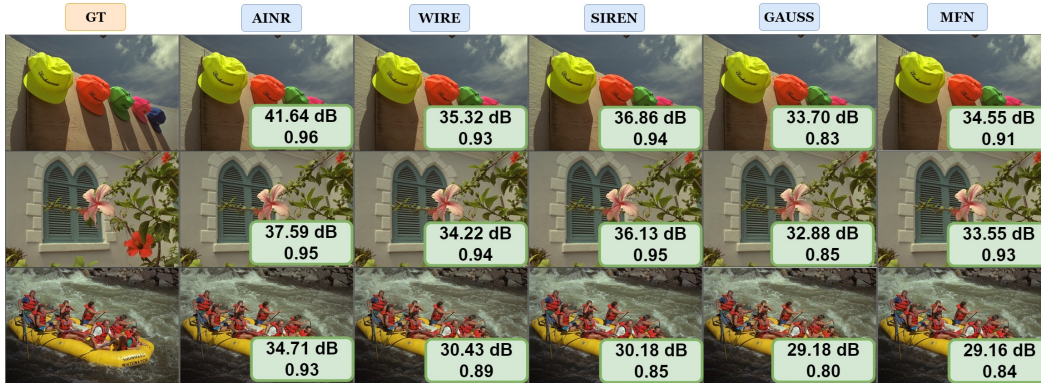 GT AINR WIRE SIREN GAUSS MFN
41.64 dB 35.32 dB 36.86 dB 33.70 dB 34.55 dB
0.96 0.93 0.94 0.83 0.91
37.59 dB 34.22 dB 36.13 dB 32.88 dB 33.55 dB
0.95 0.94 0.95 0.85 0.93
34.71 dB 30.43 dB 30.18 dB 29.18 dB 29.16 dB
0.93 0.89 0.85 0.80 0.84